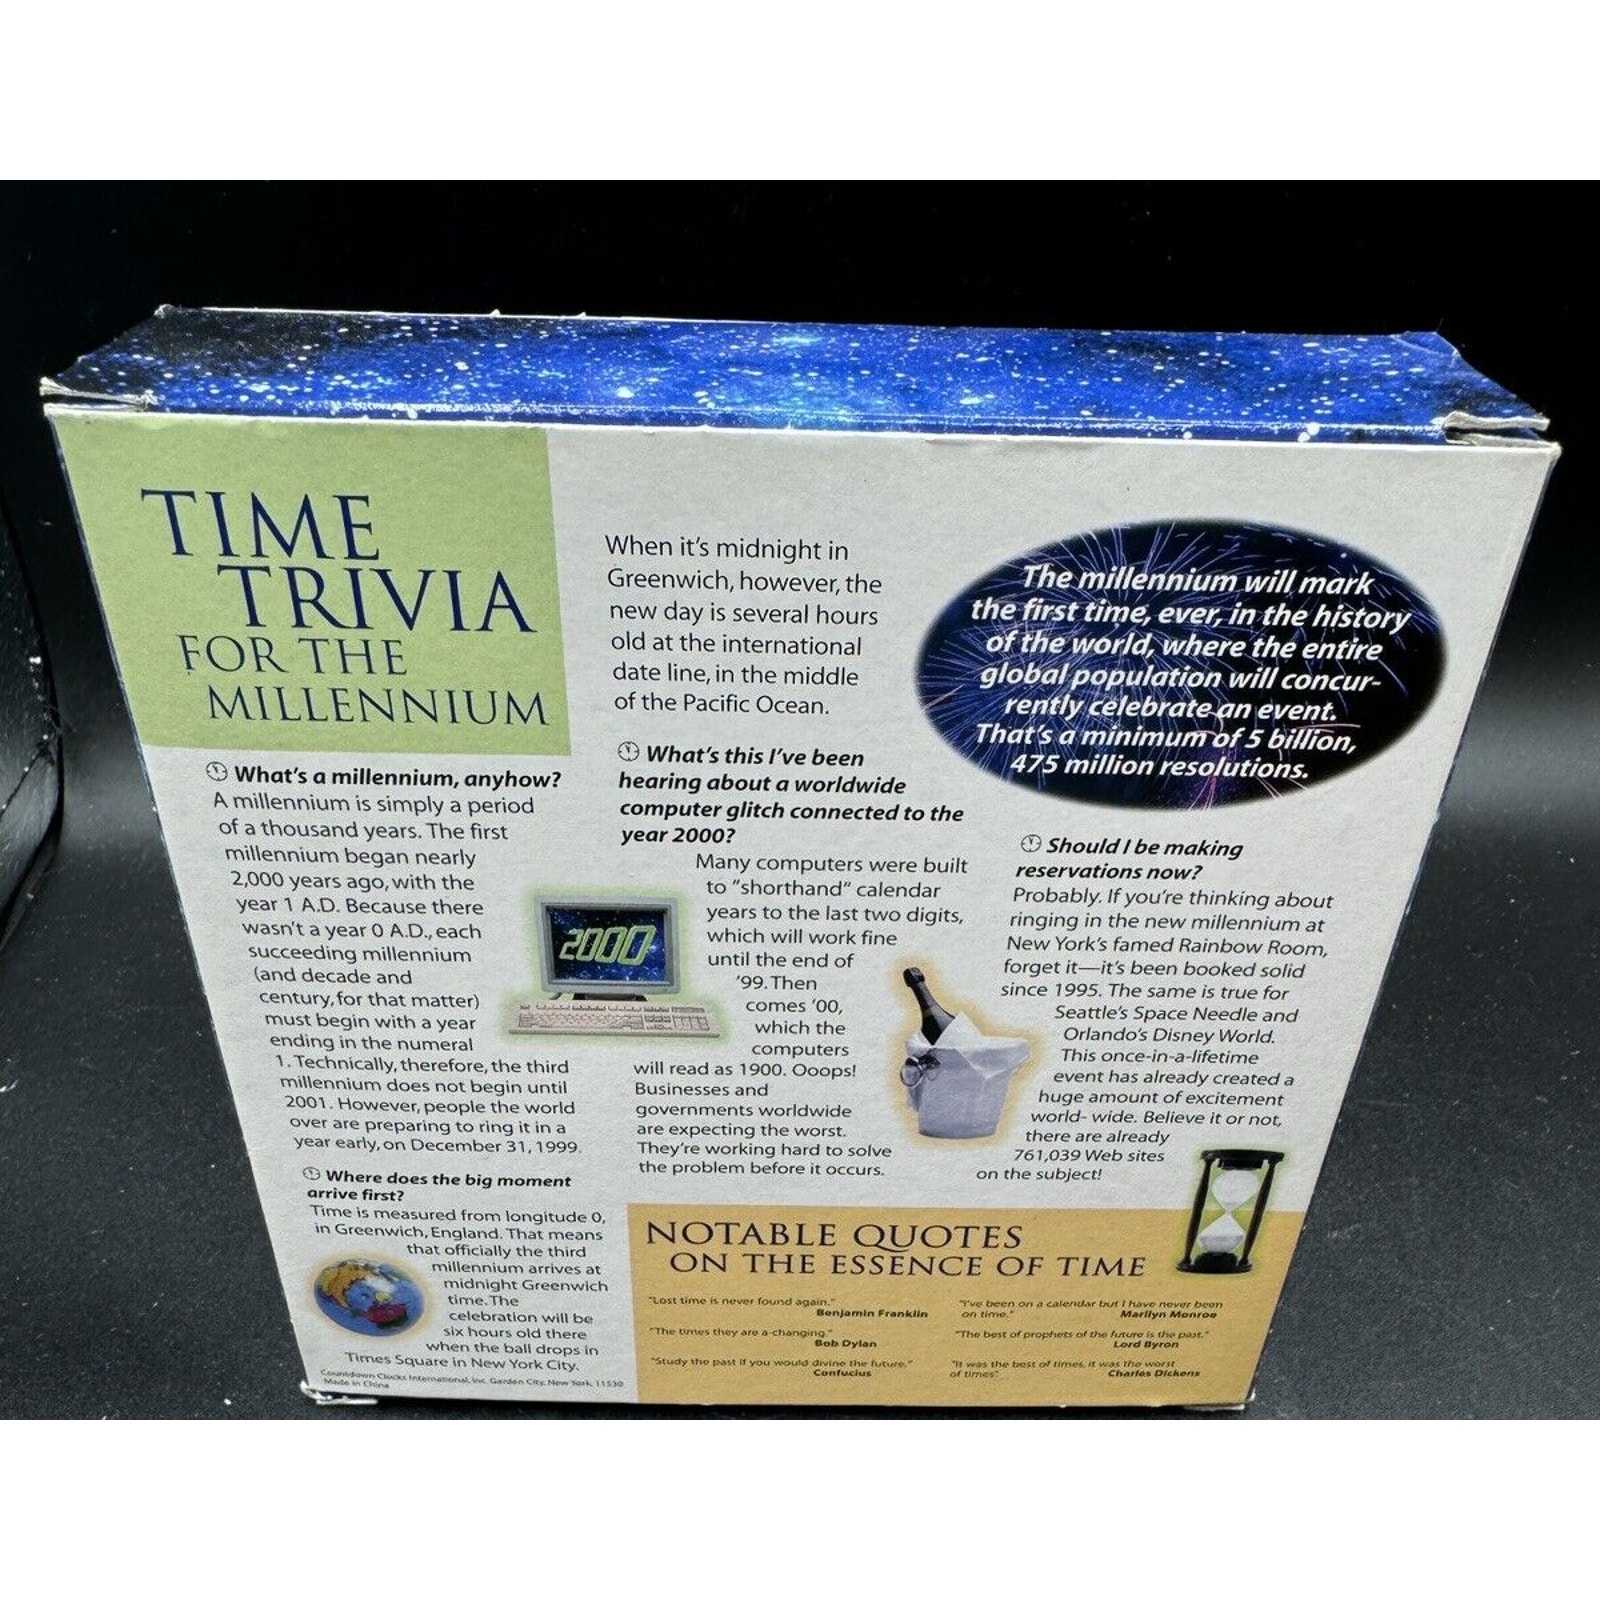 TIME
TRIVIA
FOR THE
MILLENNIUM
What's a millennium, anyhow?
A millennium is simply a period
of a thousand years. The first
millennium began nearly
2,000 years ago, with the
year 1 A.D. Because there
wasn't a year 0 A.D., each
succeeding millennium
(and decade and
century, for that matter)
must begin with a year
ending in the numeral
1. Technically, therefore, the third
millennium does not begin until
2001. However, people the world
over are preparing to ring it in a
year early, on December 31, 1999.
Where does the big moment
arrive first?
Time is measured from longitude 0,
in Greenwich, England. That means
that officially the third
millennium arrives at
midnight Greenwich
time. The
celebration will be
six hours old there
when the ball drops in
Times Square in New York City.
Countdown Clocks International, Inc. Garden City, New York, 11530
Made in China
When it's midnight in
Greenwich, however, the
new day is several hours
old at the international
date line, in the middle
of the Pacific Ocean.
What's this I've been
hearing about a worldwide
computer glitch connected to the
year 2000?
Many computers were built
to "shorthand" calendar
years to the last two digits,
which will work fine
until the end of
'99. Then
comes '00,
which the
computers
will read as 1900. Ooops!
Businesses and
governments worldwide
are expecting the worst.
They're working hard to solve
the problem before it occurs.
2000
The millennium will mark
the first time, ever, in the history
of the world, where the entire
global population will concur-
rently celebrate an event.
That's a minimum of 5 billion,
475 million resolutions.
Should I be making
reservations now?
Probably. If you're thinking about
ringing in the new millennium at
New York's famed Rainbow Room,
forget it—it's been booked solid
since 1995. The same is true for
Seattle's Space Needle and
Orlando's Disney World.
This once-in-a-lifetime
event has already created a
huge amount of excitement
world- wide. Believe it or not,
there are already
761,039 Web sites
on the subject!
NOTABLE QUOTES
ON THE ESSENCE OF TIME
"Lost time is never found again."
Benjamin Franklin
"The times they are a-changing."
Bob Dylan
"Study the past if you would divine the future."
Confucius
"I've been on a calendar but I have never been
on time."
Marilyn Monroe
"The best of prophets of the future is the past."
Lord Byron
"It was the best of times, it was the worst
of times".
Charles Dickens